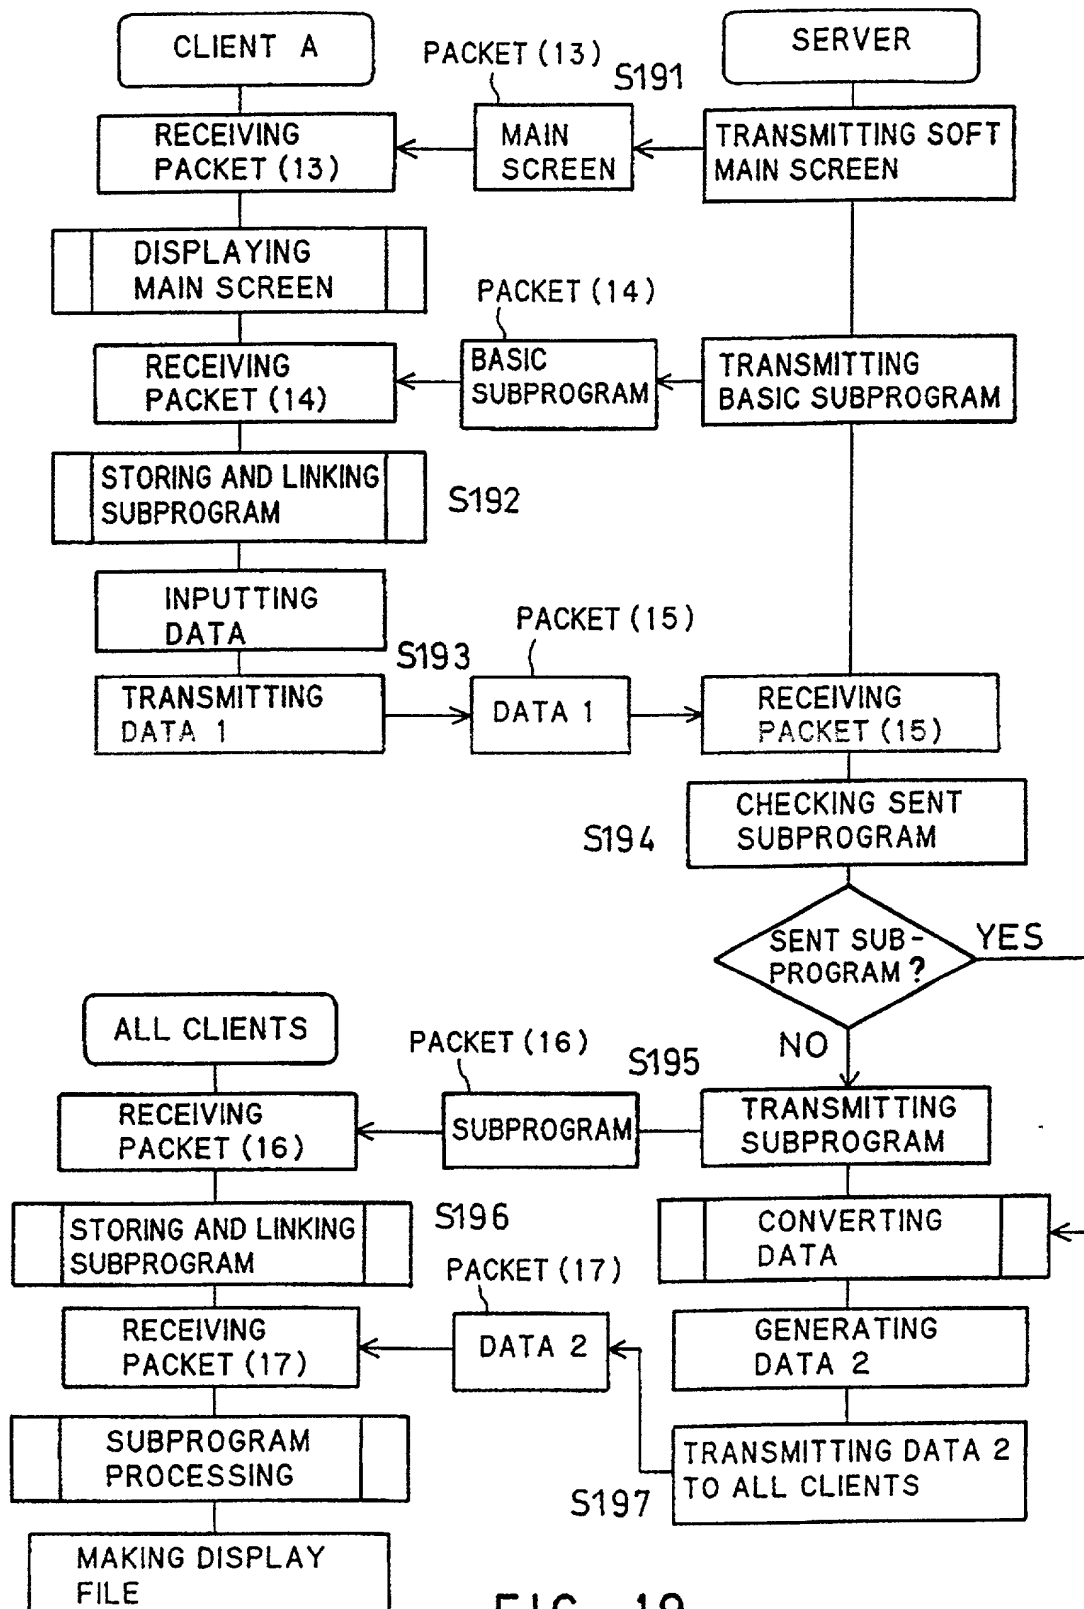 CLIENT A
SERVER
PACKET (13)
S191
RECEIVING
PACKET (13)
MAIN
SCREEN
TRANSMITTING SOFT
MAIN SCREEN
DISPLAYING
MAIN SCREEN
PACKET (14)
RECEIVING
PACKET (14)
BASIC
SUBPROGRAM
TRANSMITTING
BASIC SUBPROGRAM
STORING AND LINKING
SUBPROGRAM
S192
INPUTTING
DATA
S193
PACKET (15)
TRANSMITTING
DATA 1
DATA 1
RECEIVING
PACKET (15)
CHECKING SENT
SUBPROGRAM
S194
SENT SUB-
PROGRAM?
YES
NO
ALL CLIENTS
PACKET (16)
S195
RECEIVING
PACKET (16)
SUBPROGRAM
TRANSMITTING
SUBPROGRAM
STORING AND LINKING
SUBPROGRAM
S196
CONVERTING
DATA
PACKET (17)
RECEIVING
PACKET (17)
DATA 2
GENERATING
DATA 2
SUBPROGRAM
PROCESSING
TRANSMITTING DATA 2
TO ALL CLIENTS
S197
MAKING DISPLAY
FILE
FIG. 19